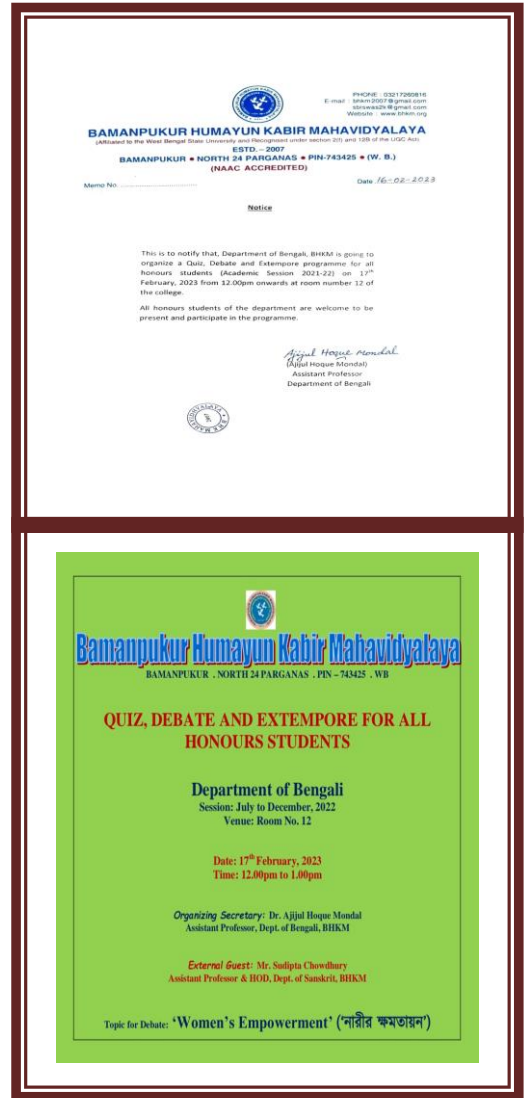 PHONE : 03217260816
E-mail : bhkm2007@gmail.com
sbiswas2k@gmail.com
Website : www.bhkm.org
BAMANPUKUR HUMAYUN KABIR MAHAVIDYALAYA
(Affiliated to the West Bengal State University and Recognised under section 2(f) and 12B of the UGC Act)
ESTD. – 2007
BAMANPUKUR ● NORTH 24 PARGANAS ● PIN-743425 ● (W. B.)
(NAAC ACCREDITED)
Memo No. ....................................
Date .16-02-2023
Notice
This is to notify that, Department of Bengali, BHKM is going to
organize a Quiz, Debate and Extempore programme for all
honours students (Academic Session 2021-22) on 17th
February, 2023 from 12.00pm onwards at room number 12 of
the college.
All honours students of the department are welcome to be
present and participate in the programme.
Ajijul Hoque Mondal
(Ajijul Hoque Mondal)
Assistant Professor
Department of Bengali
Bamanpukur Humayun Kabir Mahavidyalaya
BAMANPUKUR . NORTH 24 PARGANAS . PIN – 743425 . WB
QUIZ, DEBATE AND EXTEMPORE FOR ALL
HONOURS STUDENTS
Department of Bengali
Session: July to December, 2022
Venue: Room No. 12
Date: 17th February, 2023
Time: 12.00pm to 1.00pm
Organizing Secretary: Dr. Ajijul Hoque Mondal
Assistant Professor, Dept. of Bengali, BHKM
External Guest: Mr. Sudipta Chowdhury
Assistant Professor & HOD, Dept. of Sanskrit, BHKM
Topic for Debate: ‘Women’s Empowerment’ (‘নারীর ক্ষমতায়ন’)